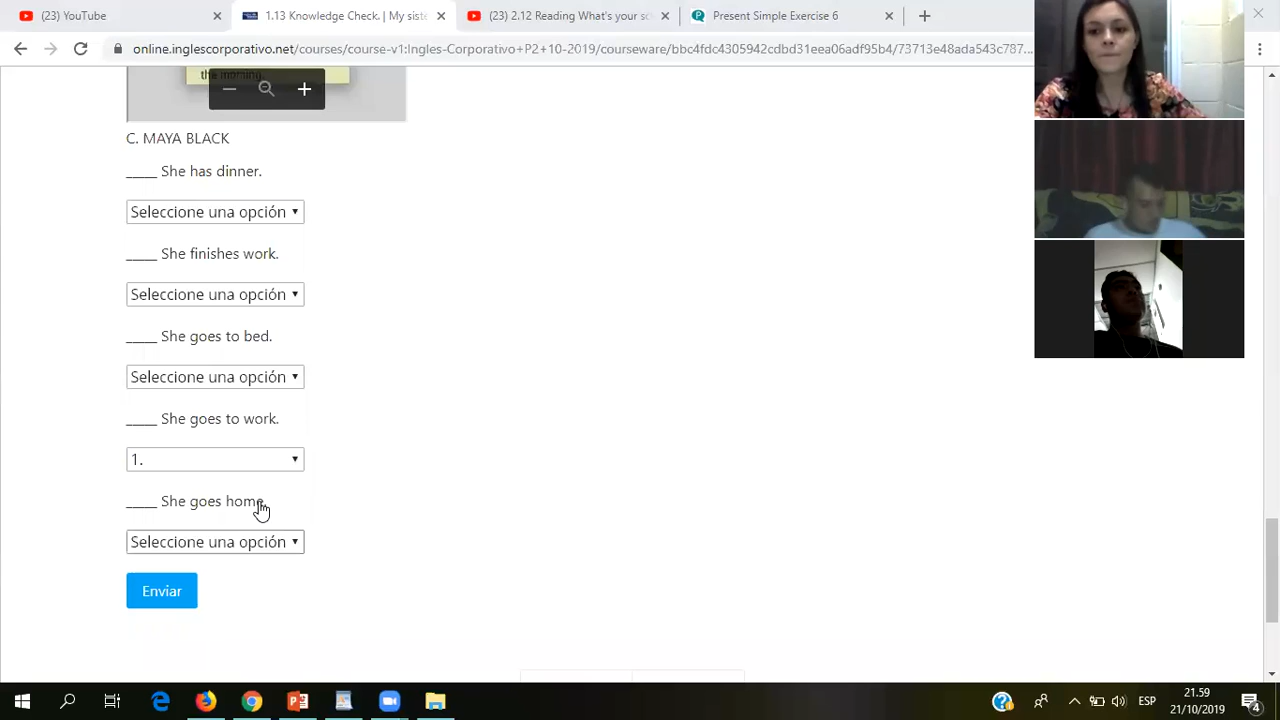 (23) YouTube
1.13 Knowledge Check. | My siste
(23) 2.12 Reading What's your sc
Present Simple Exercise 6
online.inglescorporativo.net/courses/course-v1:Ingles-Corporativo+P2+10-2019/courseware/bbc4fdc4305942cdbd31eea06adf95b4/73713e48ada543c787...
the morning.
C. MAYA BLACK
_____ She has dinner.
Seleccione una opción
_____ She finishes work.
Seleccione una opción
_____ She goes to bed.
Seleccione una opción
_____ She goes to work.
1.
_____ She goes home.
Seleccione una opción
Enviar
ESP
21.59
21/10/2019
4